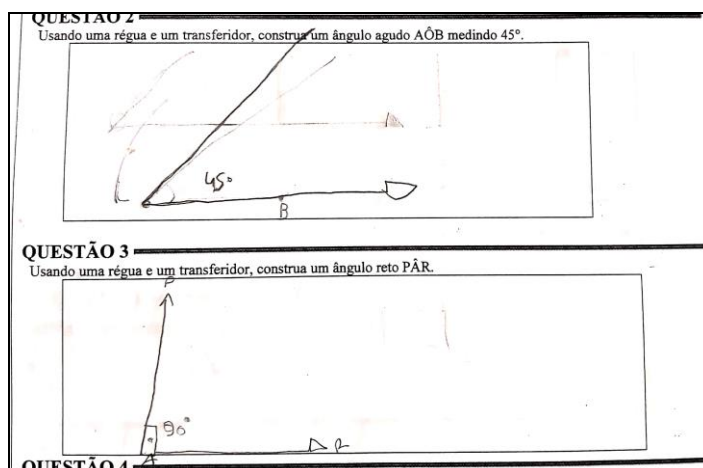 QUESTÃO 2
Usando uma régua e um transferidor, construa um ângulo agudo AÔB medindo 45°.
45°
B
QUESTÃO 3
Usando uma régua e um transferidor, construa um ângulo reto PÂR.
P
90°
A
R
QUESTÃO 4